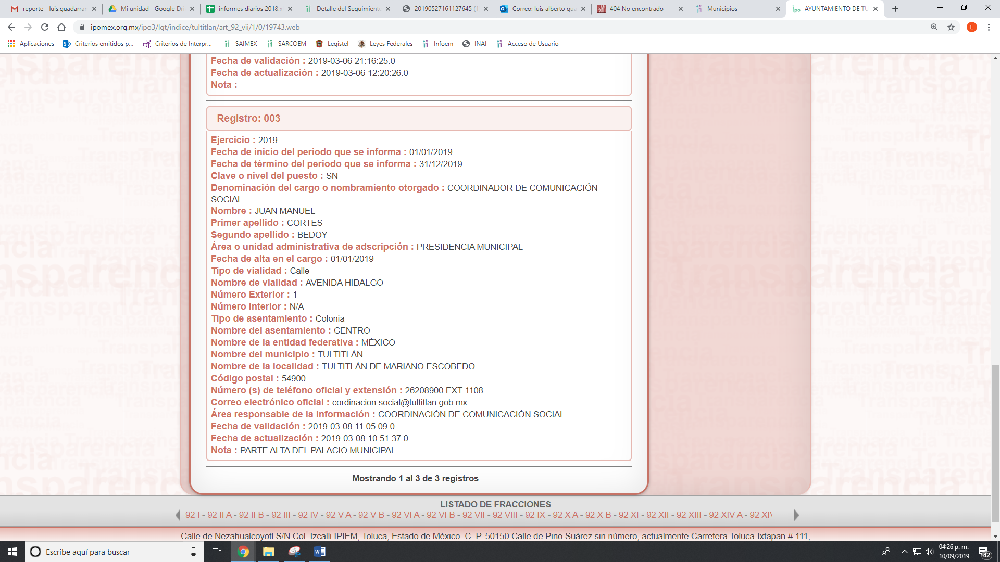 reporte - luis.guadarran
Mi unidad - Google Dri
informes diarios 2018.x
Detalle del Seguimiento
20190527161127645 (1
Correo: luis alberto gua
404 No encontrado
Municipios
AYUNTAMIENTO DE TU
ipomex.org.mx/ipo3/lgt/indice/tultitlan/art_92_vii/1/0/19743.web
L
Aplicaciones
Criterios emitidos p...
Criterios de Interpr...
SAIMEX
SARCOEM
Legistel
Leyes Federales
Infoem
INAI
Acceso de Usuario
Fecha de validación : 2019-03-06 21:16:25.0
Fecha de actualización : 2019-03-06 12:20:26.0
Nota :
Registro: 003
Ejercicio : 2019
Fecha de inicio del periodo que se informa : 01/01/2019
Fecha de término del periodo que se informa : 31/12/2019
Clave o nivel del puesto : SN
Denominación del cargo o nombramiento otorgado : COORDINADOR DE COMUNICACIÓN
SOCIAL
Nombre : JUAN MANUEL
Primer apellido : CORTES
Segundo apellido : BEDOY
Área o unidad administrativa de adscripción : PRESIDENCIA MUNICIPAL
Fecha de alta en el cargo : 01/01/2019
Tipo de vialidad : Calle
Nombre de vialidad : AVENIDA HIDALGO
Número Exterior : 1
Número Interior : N/A
Tipo de asentamiento : Colonia
Nombre del asentamiento : CENTRO
Nombre de la entidad federativa : MÉXICO
Nombre del municipio : TULTITLÁN
Nombre de la localidad : TULTITLÁN DE MARIANO ESCOBEDO
Código postal : 54900
Número (s) de teléfono oficial y extensión : 26208900 EXT 1108
Correo electrónico oficial : cordinacion.social@tultitlan.gob.mx
Área responsable de la información : COORDINACIÓN DE COMUNICACIÓN SOCIAL
Fecha de validación : 2019-03-08 11:05:09.0
Fecha de actualización : 2019-03-08 10:51:37.0
Nota : PARTE ALTA DEL PALACIO MUNICIPAL
Mostrando 1 al 3 de 3 registros
LISTADO DE FRACCIONES
92 I - 92 II A - 92 II B - 92 III - 92 IV - 92 V A - 92 V B - 92 VI A - 92 VI B - 92 VII - 92 VIII - 92 IX - 92 X A - 92 X B - 92 XI - 92 XII - 92 XIII - 92 XIV A - 92 XIV
Calle de Nezahualcoyotl S/N Col. Izcalli IPIEM, Toluca, Estado de México. C. P. 50150 Calle de Pino Suárez sin número, actualmente Carretera Toluca-Ixtapan # 111,
Escribe aquí para buscar
04:26 p. m.
10/09/2019
42